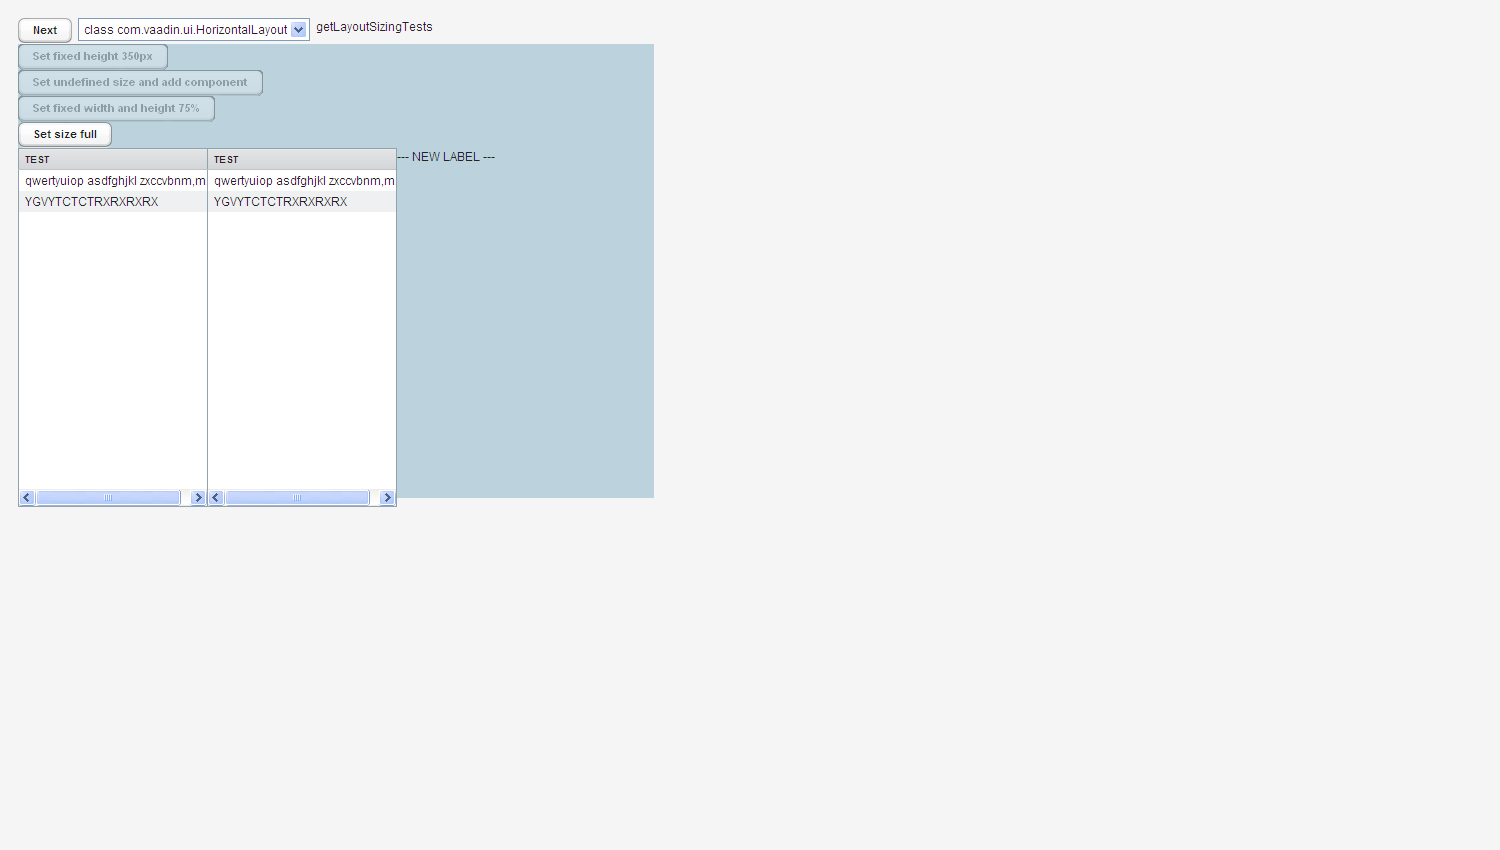 Next
class com.vaadin.ui.HorizontalLayout
getLayoutSizingTests
Set fixed height 350px
Set undefined size and add component
Set fixed width and height 75%
Set size full
TEST TEST
--- NEW LABEL ---
qwertyuiop asdfghjkl zxccvbnm,m qwertyuiop asdfghjkl zxccvbnm,m
YGVYTCTCTRXRXRXRX YGVYTCTCTRXRXRXRX